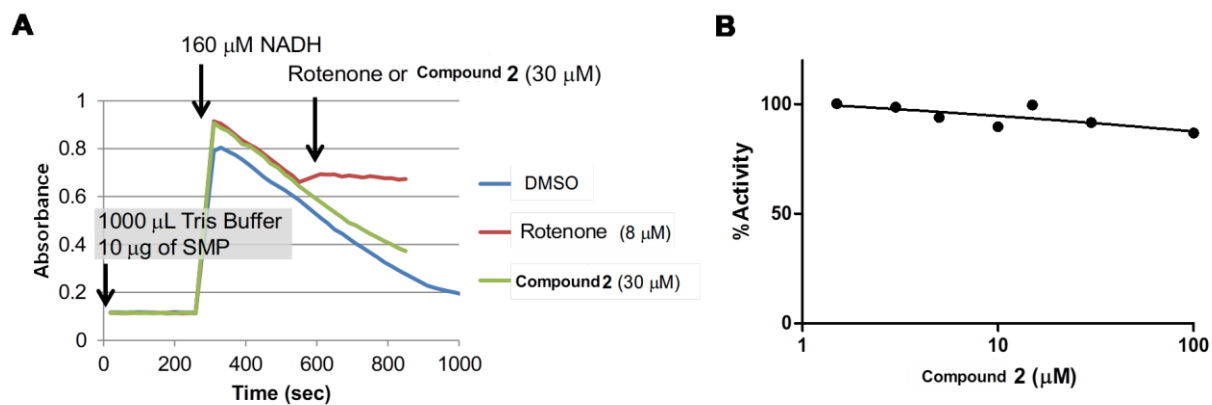 A
160 μM NADH
Rotenone or Compound 2 (30 μM)
1
0.8
0.6
0.4
0.2
0
Absorbance
1000 μL Tris Buffer
10 μg of SMP
0 200 400 600 800 1000
Time (sec)
DMSO
Rotenone (8 μM)
Compound 2 (30 μM)
B
100
50
0
%Activity
1 10 100
Compound 2 (μM)